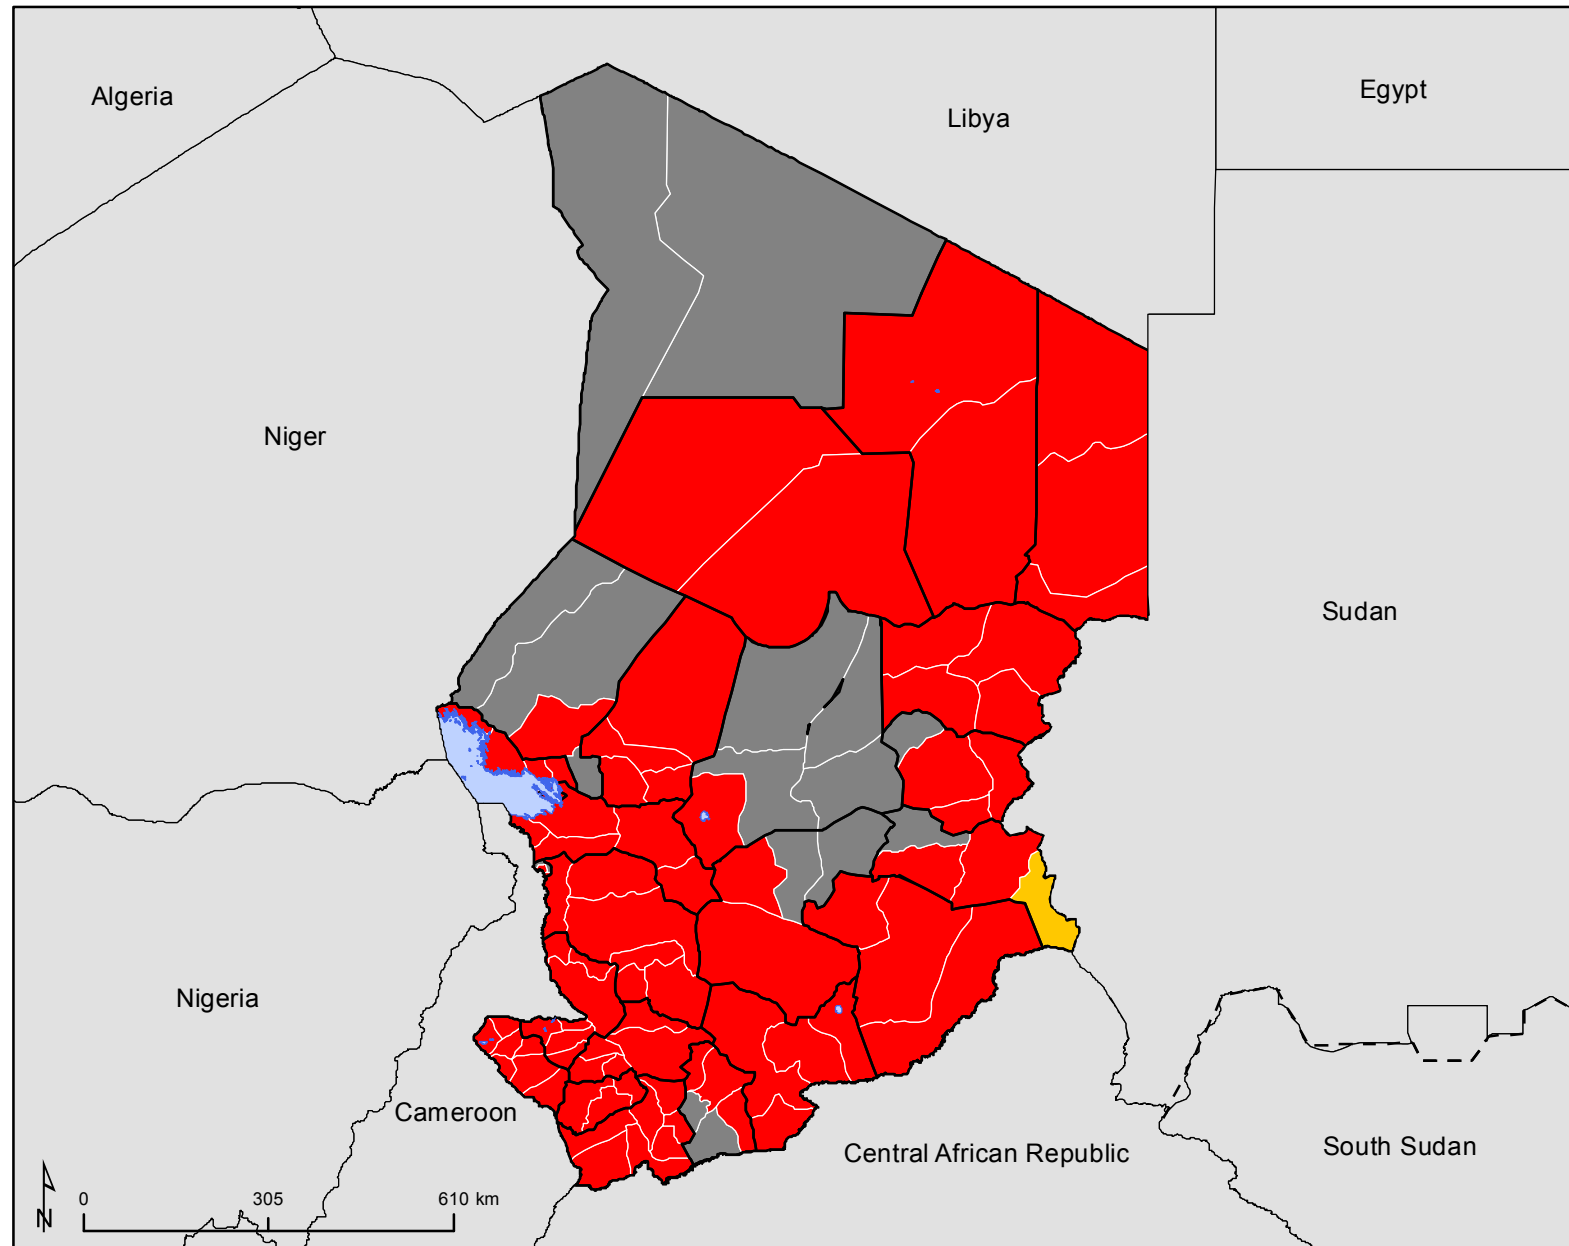 Algeria
Libya
Egypt
Niger
Sudan
Nigeria
Cameroon
Central African Republic
South Sudan
N
0 305 610 km